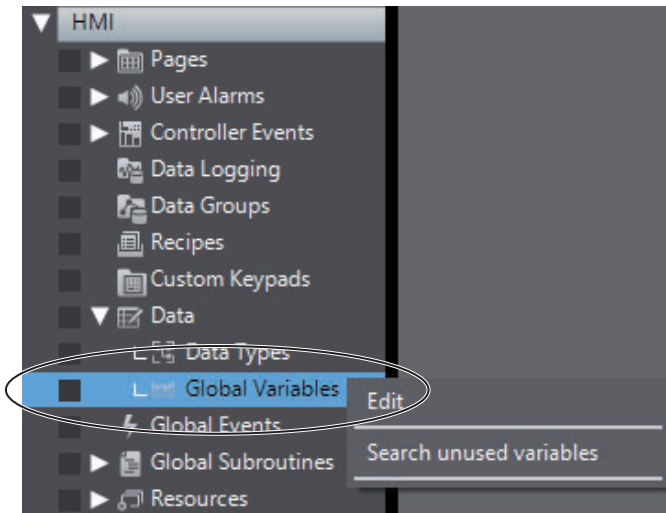 HMI
Pages
User Alarms
Controller Events
Data Logging
Data Groups
Recipes
Custom Keypads
Data
Data Types
Global Variables
Edit
Global Events
Search unused variables
Global Subroutines
Resources